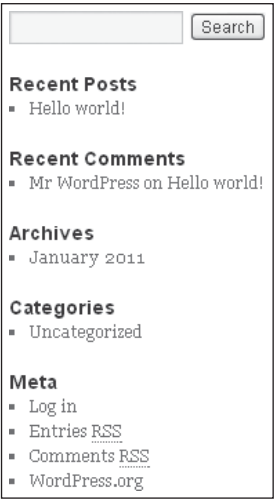 Search
Recent Posts
Hello world!
Recent Comments
Mr WordPress on Hello world!
Archives
January 2011
Categories
Uncategorized
Meta
Log in
Entries RSS
Comments RSS
WordPress.org